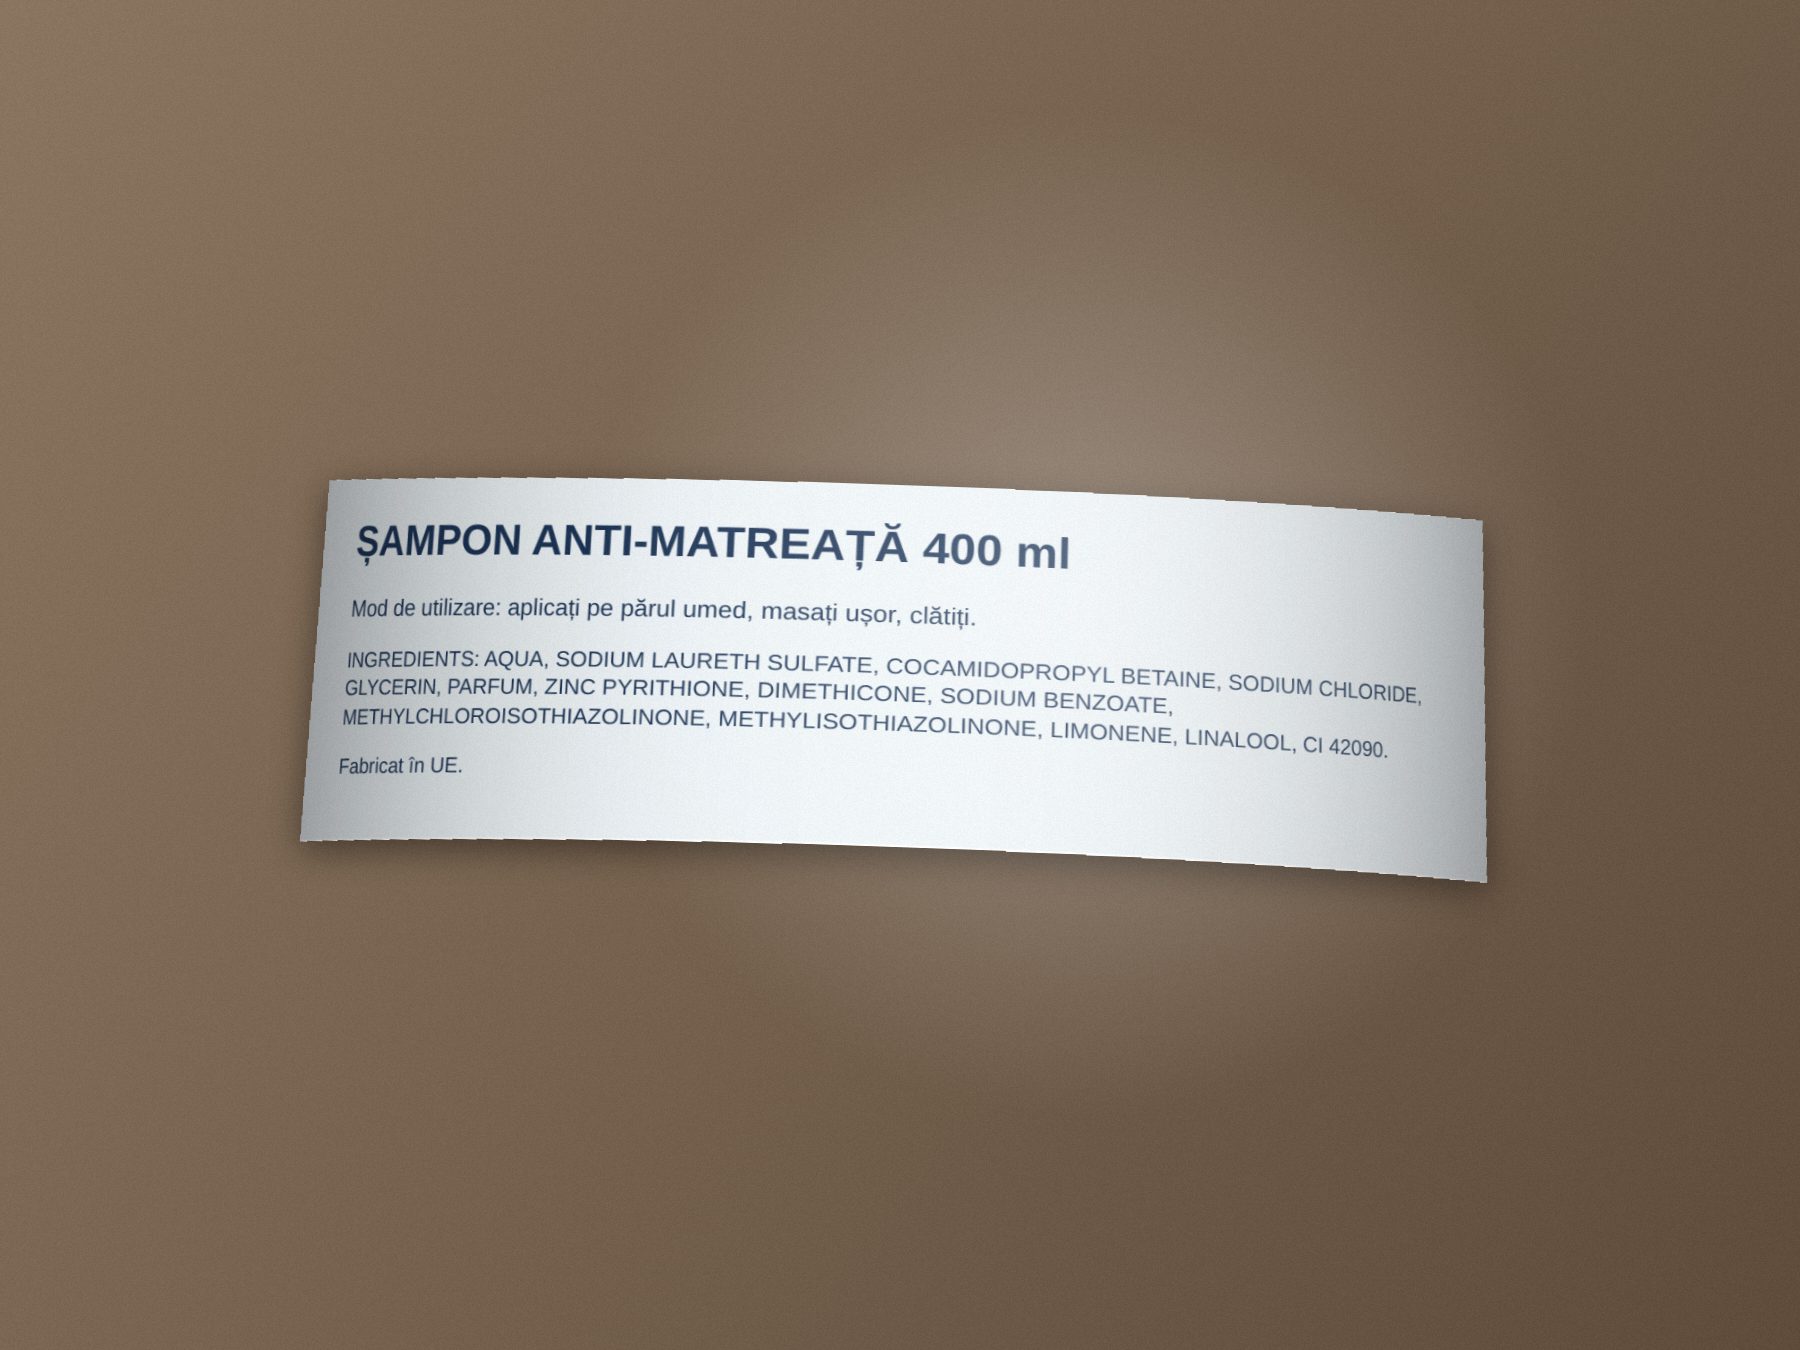 ȘAMPON ANTI-MATREAȚĂ 400 ml
Mod de utilizare: aplicați pe părul umed, masați ușor, clătiți.
INGREDIENTS: AQUA, SODIUM LAURETH SULFATE, COCAMIDOPROPYL BETAINE, SODIUM CHLORIDE,
GLYCERIN, PARFUM, ZINC PYRITHIONE, DIMETHICONE, SODIUM BENZOATE,
METHYLCHLOROISOTHIAZOLINONE, METHYLISOTHIAZOLINONE, LIMONENE, LINALOOL, CI 42090.
Fabricat în UE.